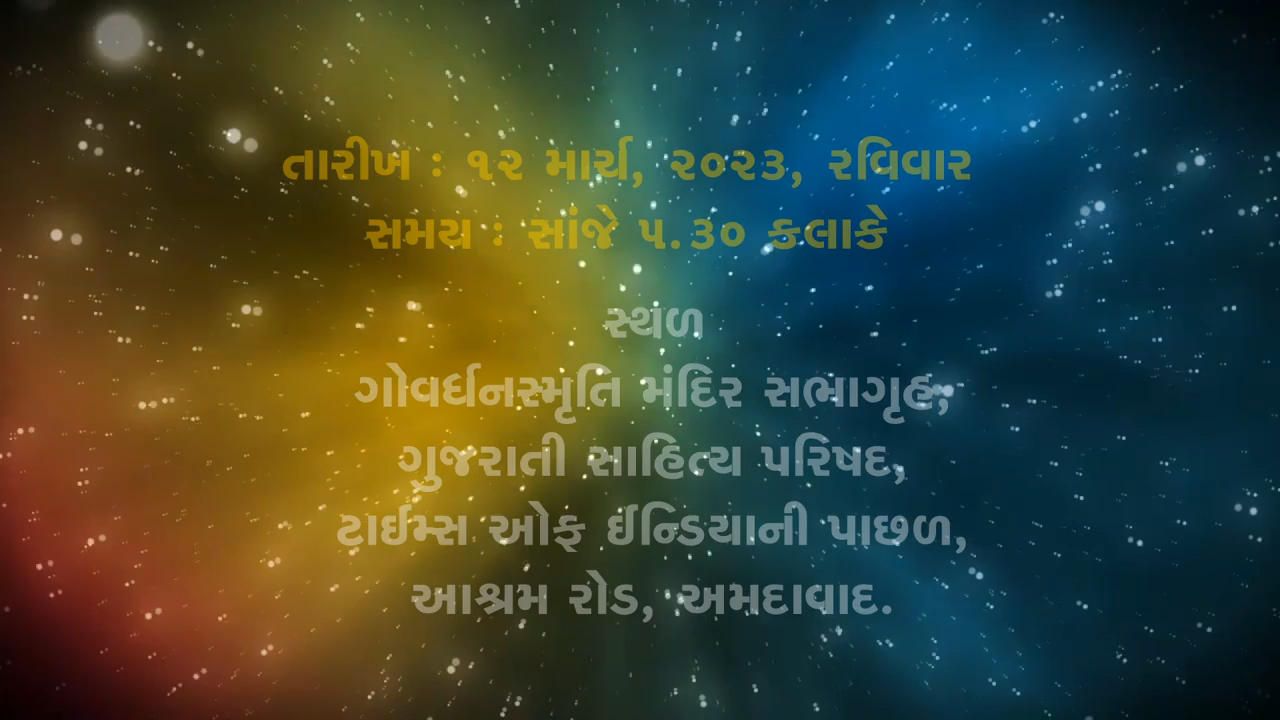 તારીખ : ૧૨ માર્ચ, ૨૦૨૩, રવિવાર
સમય : સાંજે ૫.૩૦ કલાકે
સ્થળ
ગોવર્ધનસ્મૃતિ મંદિર સભાગૃહ,
ગુજરાતી સાહિત્ય પરિષદ,
ટાઈમ્સ ઓફ ઈન્ડિયાની પાછળ,
આશ્રમ રોડ, અમદાવાદ.